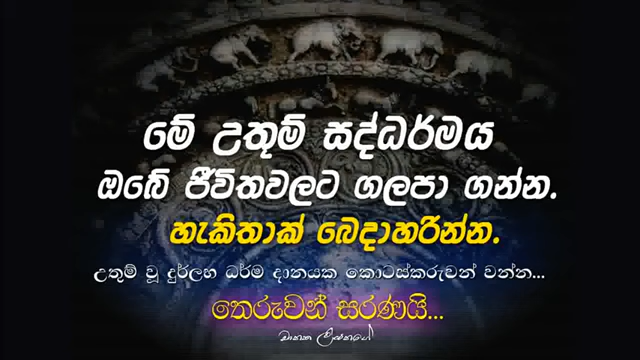 මේ උතුම් සද්ධර්මය
ඔබේ ජීවිතවලට ගලපා ගන්න.
හැකිතාක් බෙදාහරින්න.
උතුම් වූ දුර්ලභ ධර්ම දානයක කොටස්කරුවන් වන්න...
තෙරුවන් සරණයි...